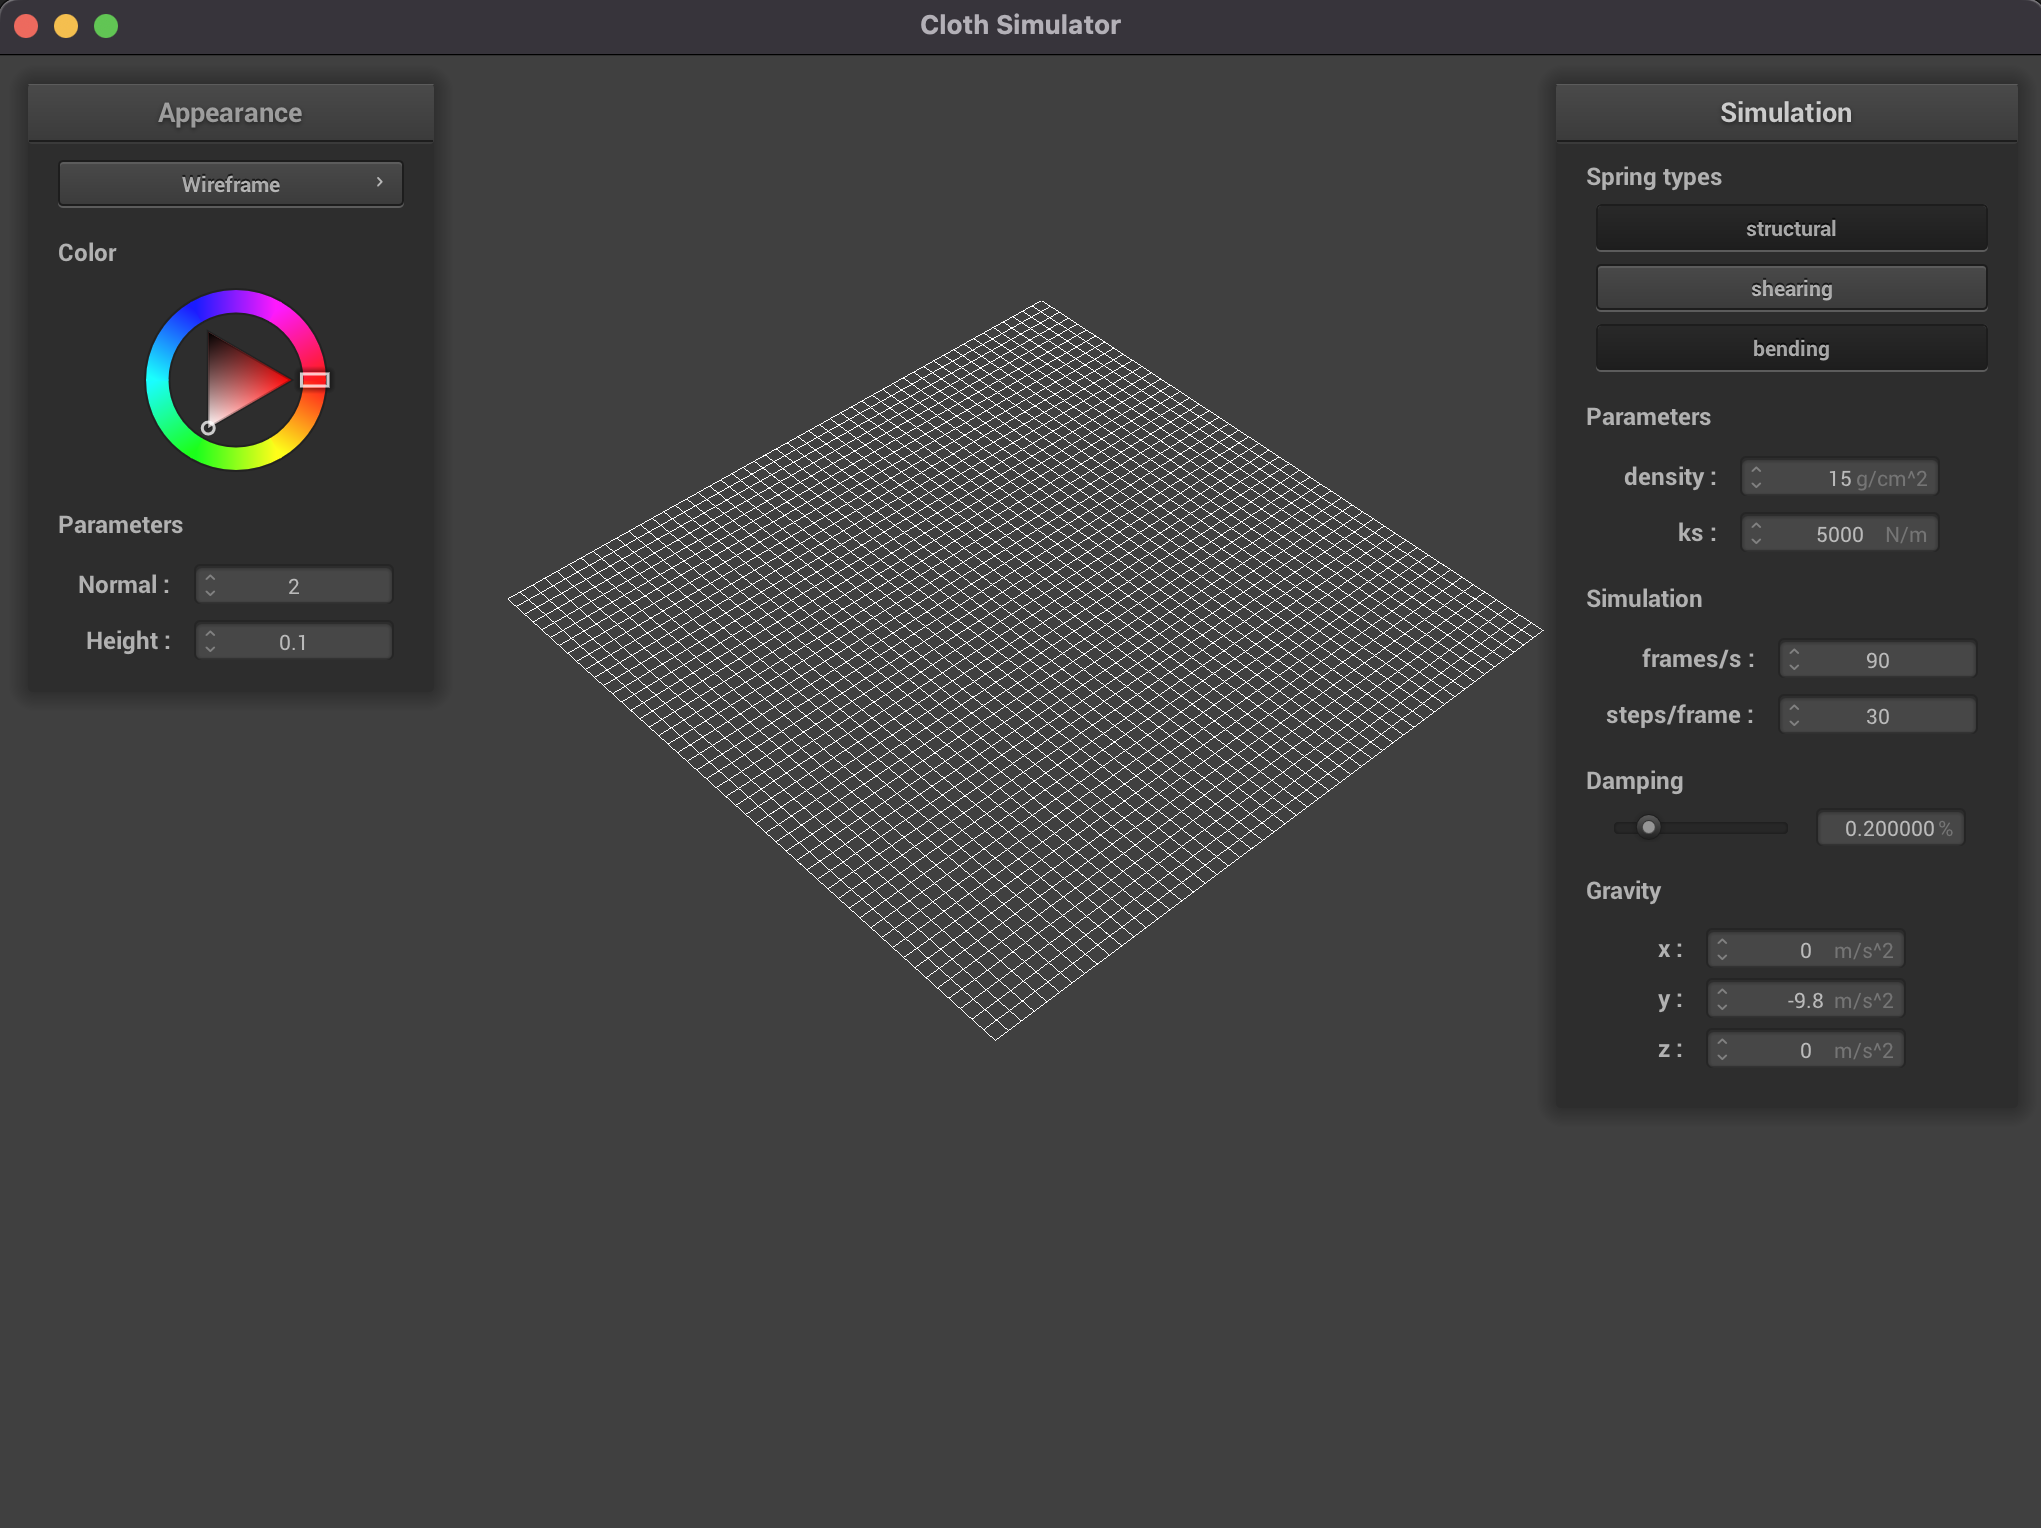 Cloth Simulator
Appearance
Wireframe
Color
Parameters
Normal : 2
Height : 0.1
Simulation
Spring types
structural
shearing
bending
Parameters
density : 15 g/cm^2
ks : 5000 N/m
Simulation
frames/s : 90
steps/frame : 30
Damping
0.200000 %
Gravity
x : 0 m/s^2
y : -9.8 m/s^2
z : 0 m/s^2